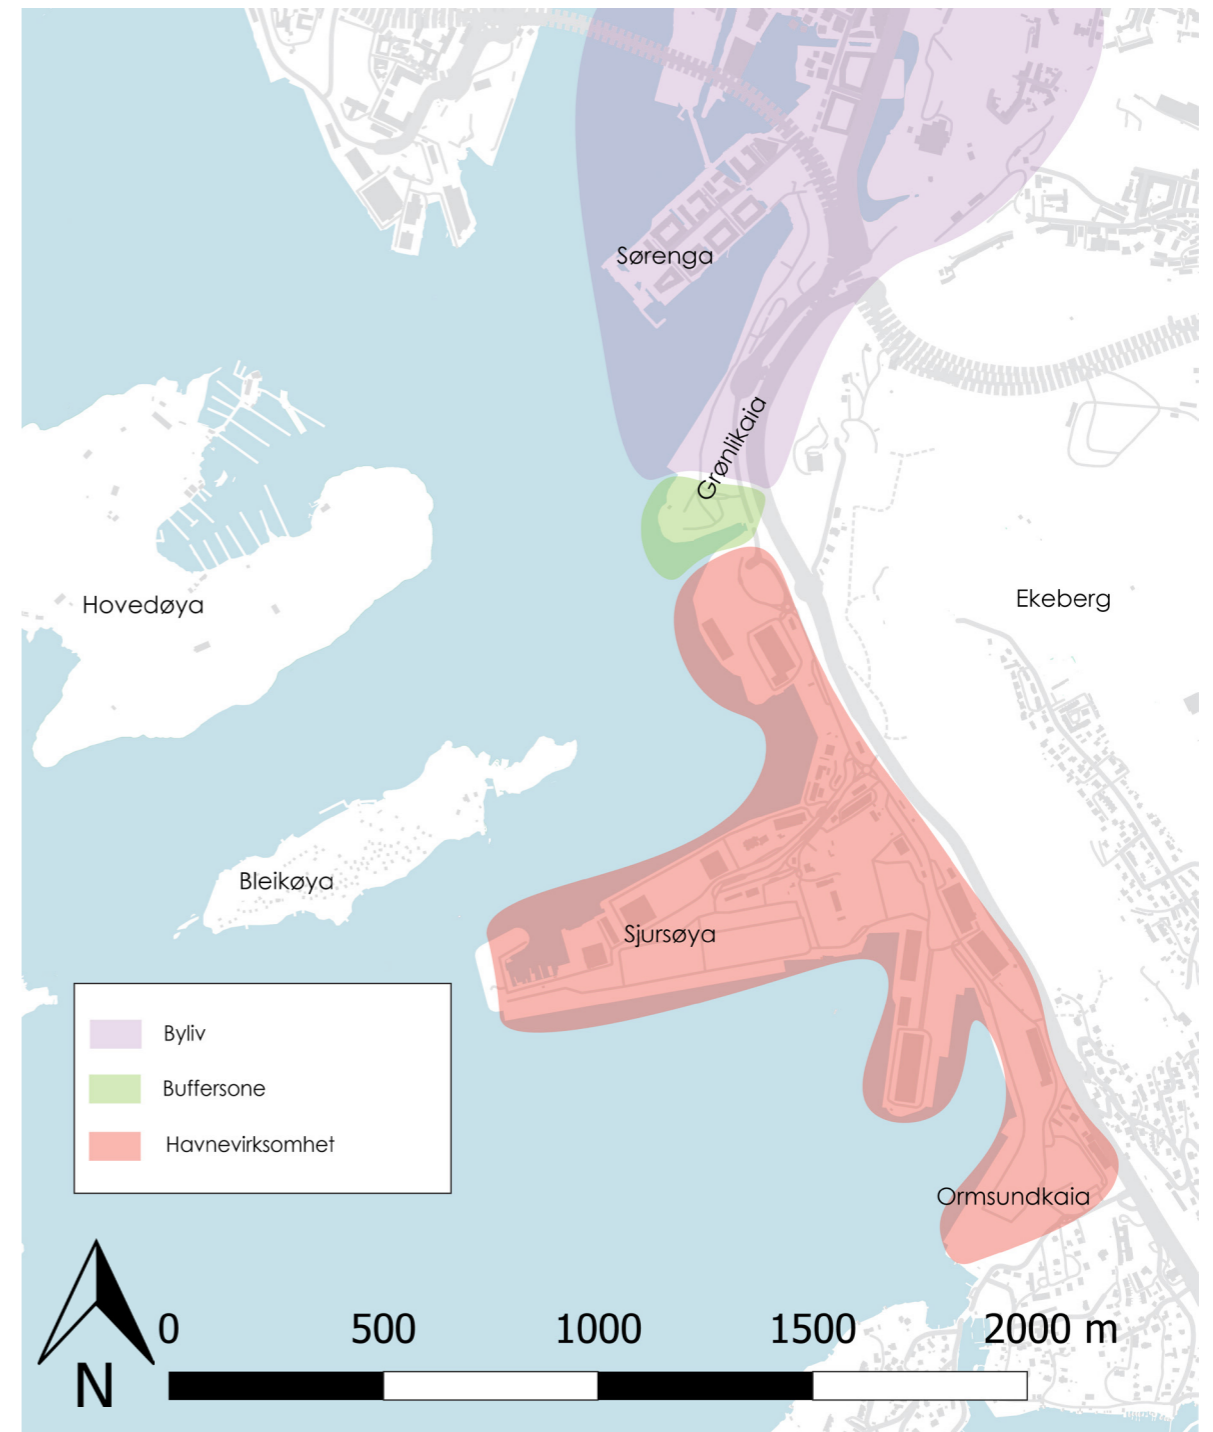 Sørenga
Grønlikaia
Hovedøya
Ekeberg
Bleikøya
Sjursøya
Byliv
Buffersone
Havnevirksomhet
Ormsundkaia
0 500 1000 1500 2000 m
N